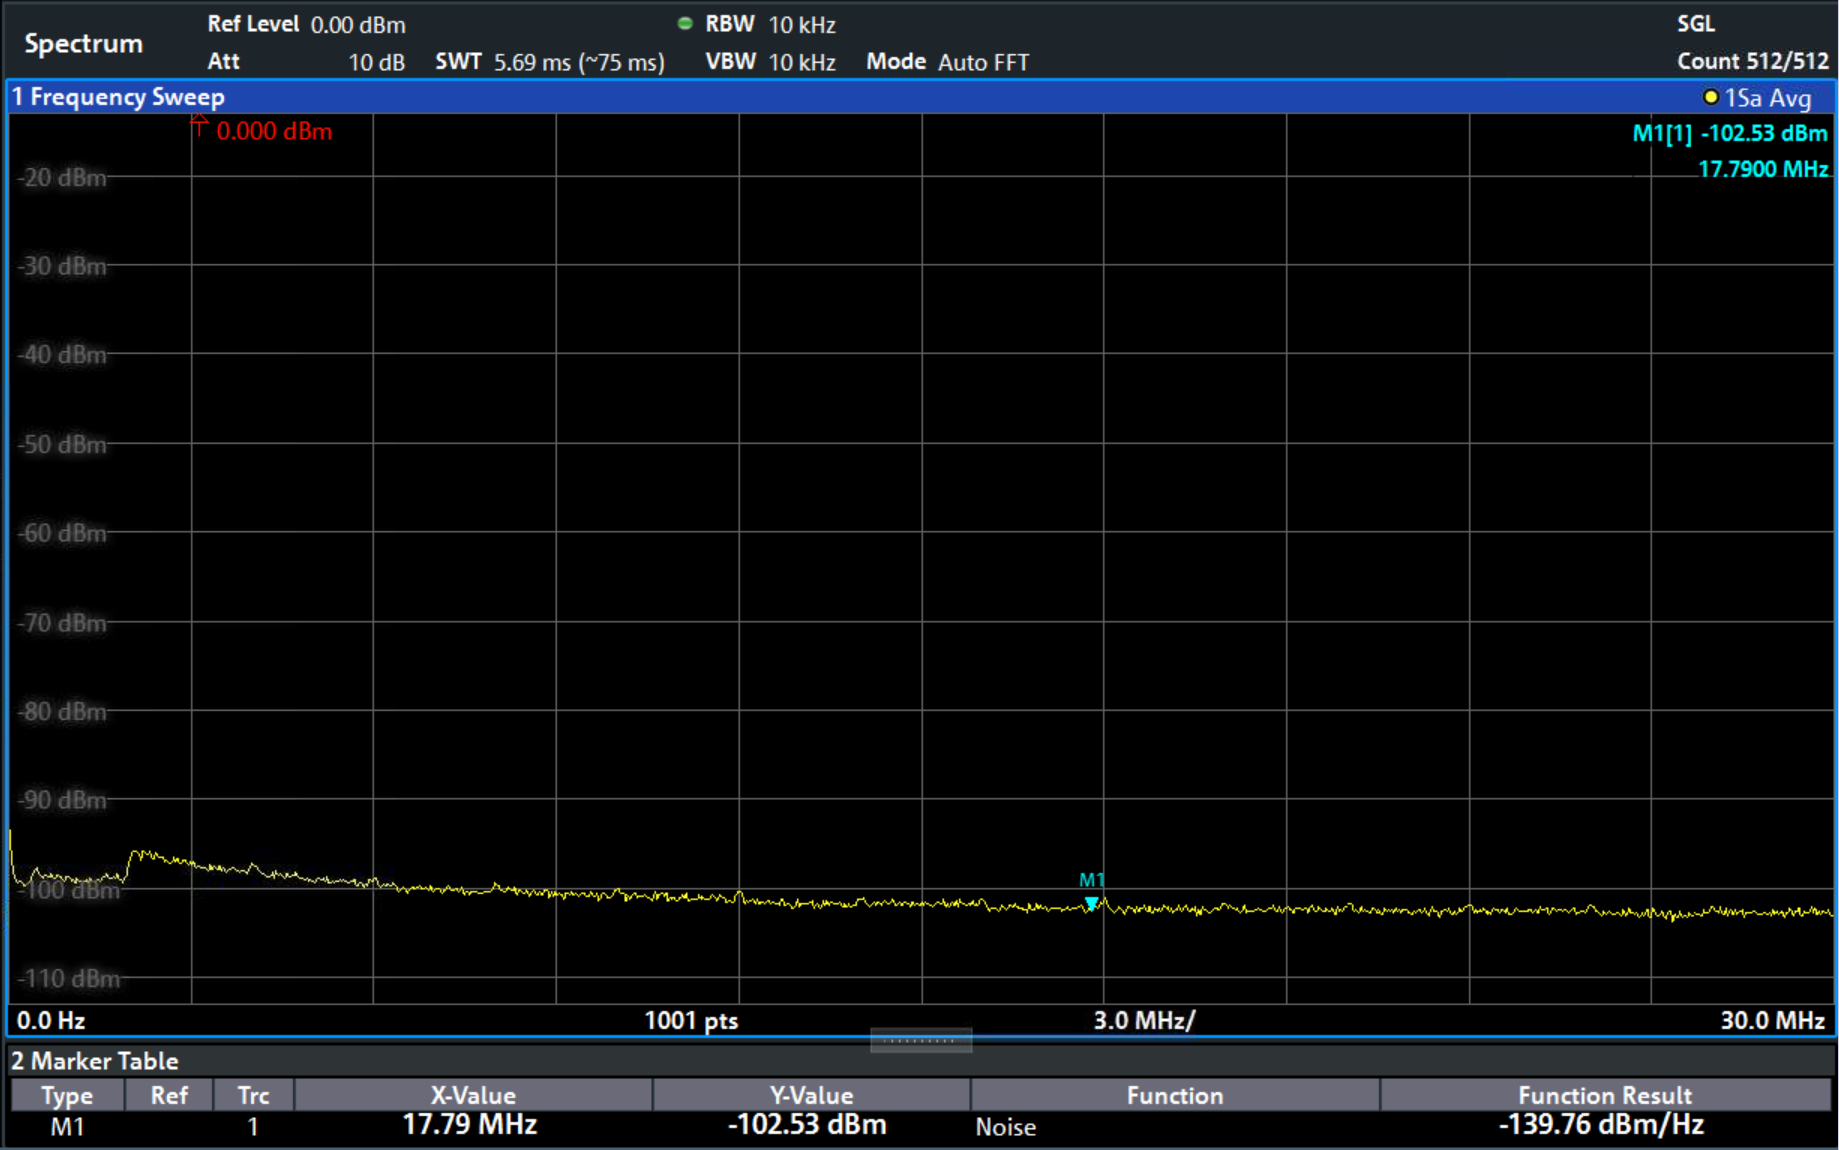 Spectrum
Ref Level 0.00 dBm RBW 10 kHz SGL
Att 10 dB SWT 5.69 ms (~75 ms) VBW 10 kHz Mode Auto FFT Count 512/512
1 Frequency Sweep 1Sa Avg
0.000 dBm M1[1] -102.53 dBm
17.7900 MHz
-20 dBm
-30 dBm
-40 dBm
-50 dBm
-60 dBm
-70 dBm
-80 dBm
-90 dBm
M1
-100 dBm
-110 dBm
0.0 Hz 1001 pts 3.0 MHz/ 30.0 MHz
2 Marker Table
Type Ref Trc X-Value Y-Value Function Function Result
M1 1 17.79 MHz -102.53 dBm Noise -139.76 dBm/Hz